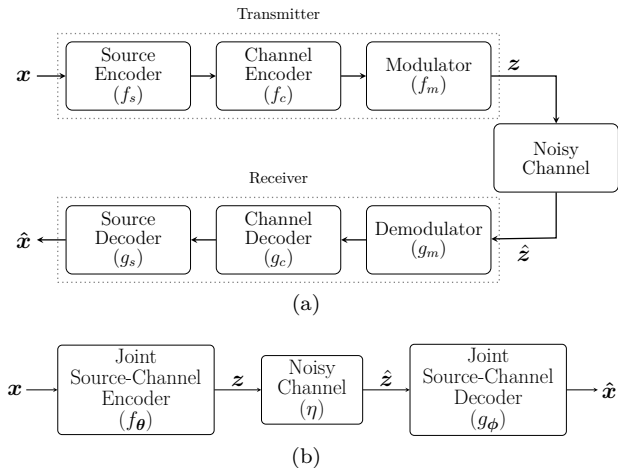 Transmitter
x
Source
Encoder
(f_s)
Channel
Encoder
(f_c)
Modulator
(f_m)
z
Noisy
Channel
Receiver
x̂
Source
Decoder
(g_s)
Channel
Decoder
(g_c)
Demodulator
(g_m)
ẑ
(a)
x
Joint
Source-Channel
Encoder
(f_θ)
z
Noisy
Channel
(η)
ẑ
Joint
Source-Channel
Decoder
(g_ϕ)
x̂
(b)